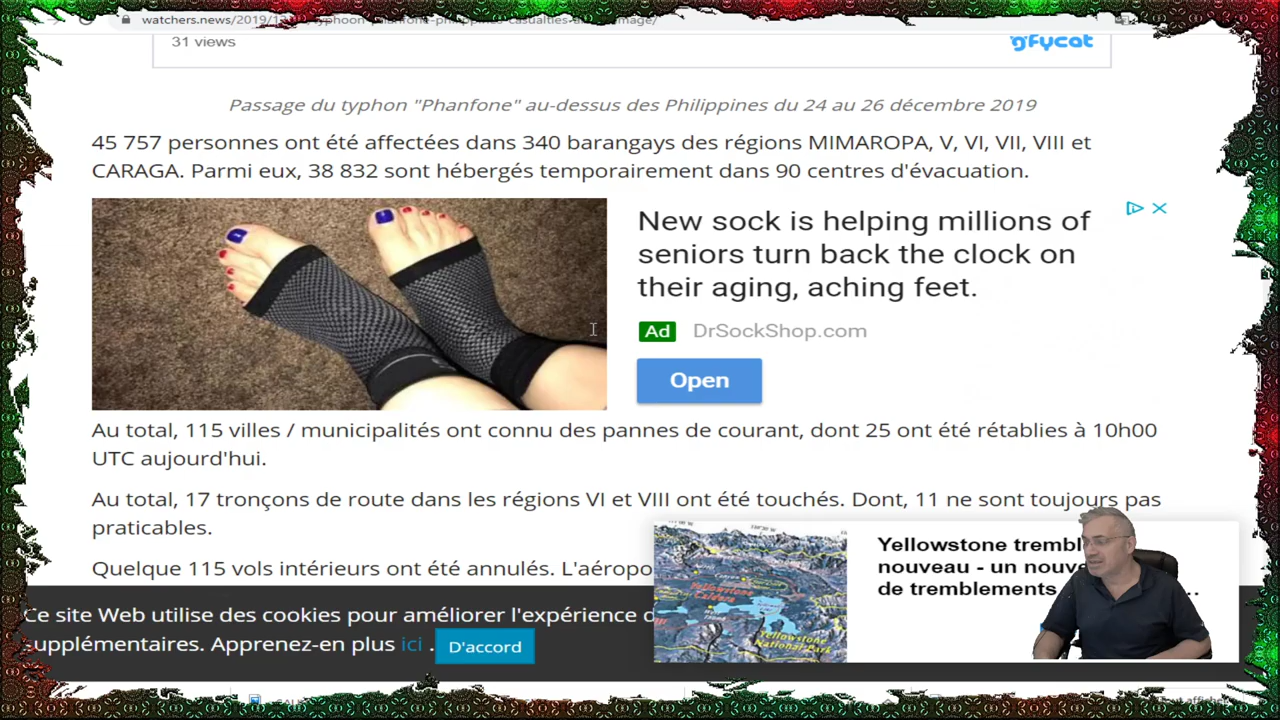 watchers.news/2019/
31 views
gfycat
Passage du typhon "Phanfone" au-dessus des Philippines du 24 au 26 décembre 2019
45 757 personnes ont été affectées dans 340 barangays des régions MIMAROPA, V, VI, VII, VIII et
CARAGA. Parmi eux, 38 832 sont hébergés temporairement dans 90 centres d'évacuation.
New sock is helping millions of
seniors turn back the clock on
their aging, aching feet.
Ad DrSockShop.com
Open
Au total, 115 villes / municipalités ont connu des pannes de courant, dont 25 ont été rétablies à 10h00
UTC aujourd'hui.
Au total, 17 tronçons de route dans les régions VI et VIII ont été touchés. Dont, 11 ne sont toujours pas
praticables.
Quelque 115 vols intérieurs ont été annulés. L'aéropo
Yellowstone trembl
nouveau - un nouve
de tremblements
Yellowstone
Caldera
Yellowstone
National Park
Ce site Web utilise des cookies pour améliorer l'expérience d
supplémentaires. Apprenez-en plus ici .
D'accord